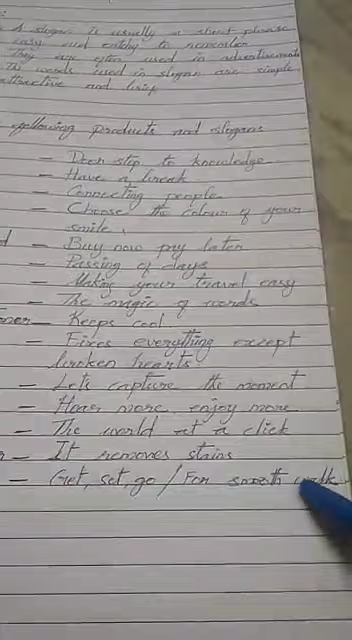 A slogan is usually a short phrase
easy and catchy to remember
They are often used in advertisements
The words used in slogan are simple,
attractive and crisp
following products and slogans
— Door step to knowledge
— Have a break
— Connecting people
— Choose the colour of your
smile.
— Buy now pay later
— Passing of days
— Making your travel easy
— The magic of words
— Keeps cool
— Fixes everything except
broken hearts.
— Let's capture the moment
— Hear more, enjoy more
— The world at a click
— It removes stains
— Get, set, go / For smooth walk